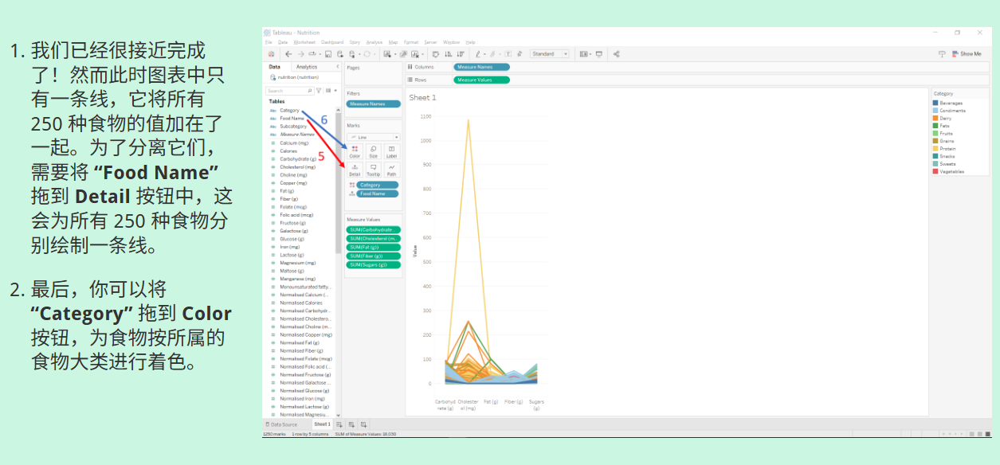 1. 我们已经很接近完成
了！然而此时图表中只
有一条线，它将所有
250 种食物的值加在了
一起。为了分离它们，
需要将 “Food Name”
拖到 Detail 按钮中，这
会为所有 250 种食物分
别绘制一条线。
2. 最后，你可以将
“Category” 拖到 Color
按钮，为食物按所属的
食物大类进行着色。
Tableau - Nutrition
File Data Worksheet Dashboard Story Analysis Map Format Server Window Help
Standard
Show Me
Data Analytics
nutrition (nutrition)
Search
Tables
Abc Category
Abc Food Name
Abc Subcategory
Abc Measure Names
Calcium (mg)
Calories
Carbohydrate (g)
Cholesterol (mg)
Choline (mg)
Copper (mg)
Fat (g)
Fiber (g)
Folate (mcg)
Folic acid (mcg)
Fructose (g)
Galactose (g)
Glucose (g)
Iron (mg)
Lactose (g)
Magnesium (mg)
Maltose (g)
Manganese (mg)
Monounsaturated fatty...
Normalised Calcium (...
Normalised Calories
Normalised Carbohydr...
Normalised Cholestero...
Normalised Choline (m...
Normalised Copper (mg)
Normalised Fat (g)
Normalised Fiber (g)
Normalised Folate (mcg)
Normalised Folic acid (...
Normalised Fructose (g)
Normalised Galactose ...
Normalised Glucose (g)
Normalised Iron (mg)
Normalised Lactose (g)
Normalised Magnesiu...
6
5
Pages
Filters
Measure Names
Marks
Line
Color Size Label
Detail Tooltip Path
Category
Food Name
Measure Values
SUM(Carbohydrate ...
SUM(Cholesterol (m...
SUM(Fat (g))
SUM(Fiber (g))
SUM(Sugars (g))
Columns Measure Names
Rows Measure Values
Sheet 1
1100
1000
900
800
700
600
500
400
300
200
100
0
Value
Carbohyd Cholester Fat (g) Fiber (g) Sugars
rate (g) ol (mg) (g)
Category
Beverages
Condiments
Dairy
Fats
Fruits
Grains
Protein
Snacks
Sweets
Vegetables
Data Source Sheet 1
1250 marks 1 row by 5 columns SUM of Measure Values: 18,030